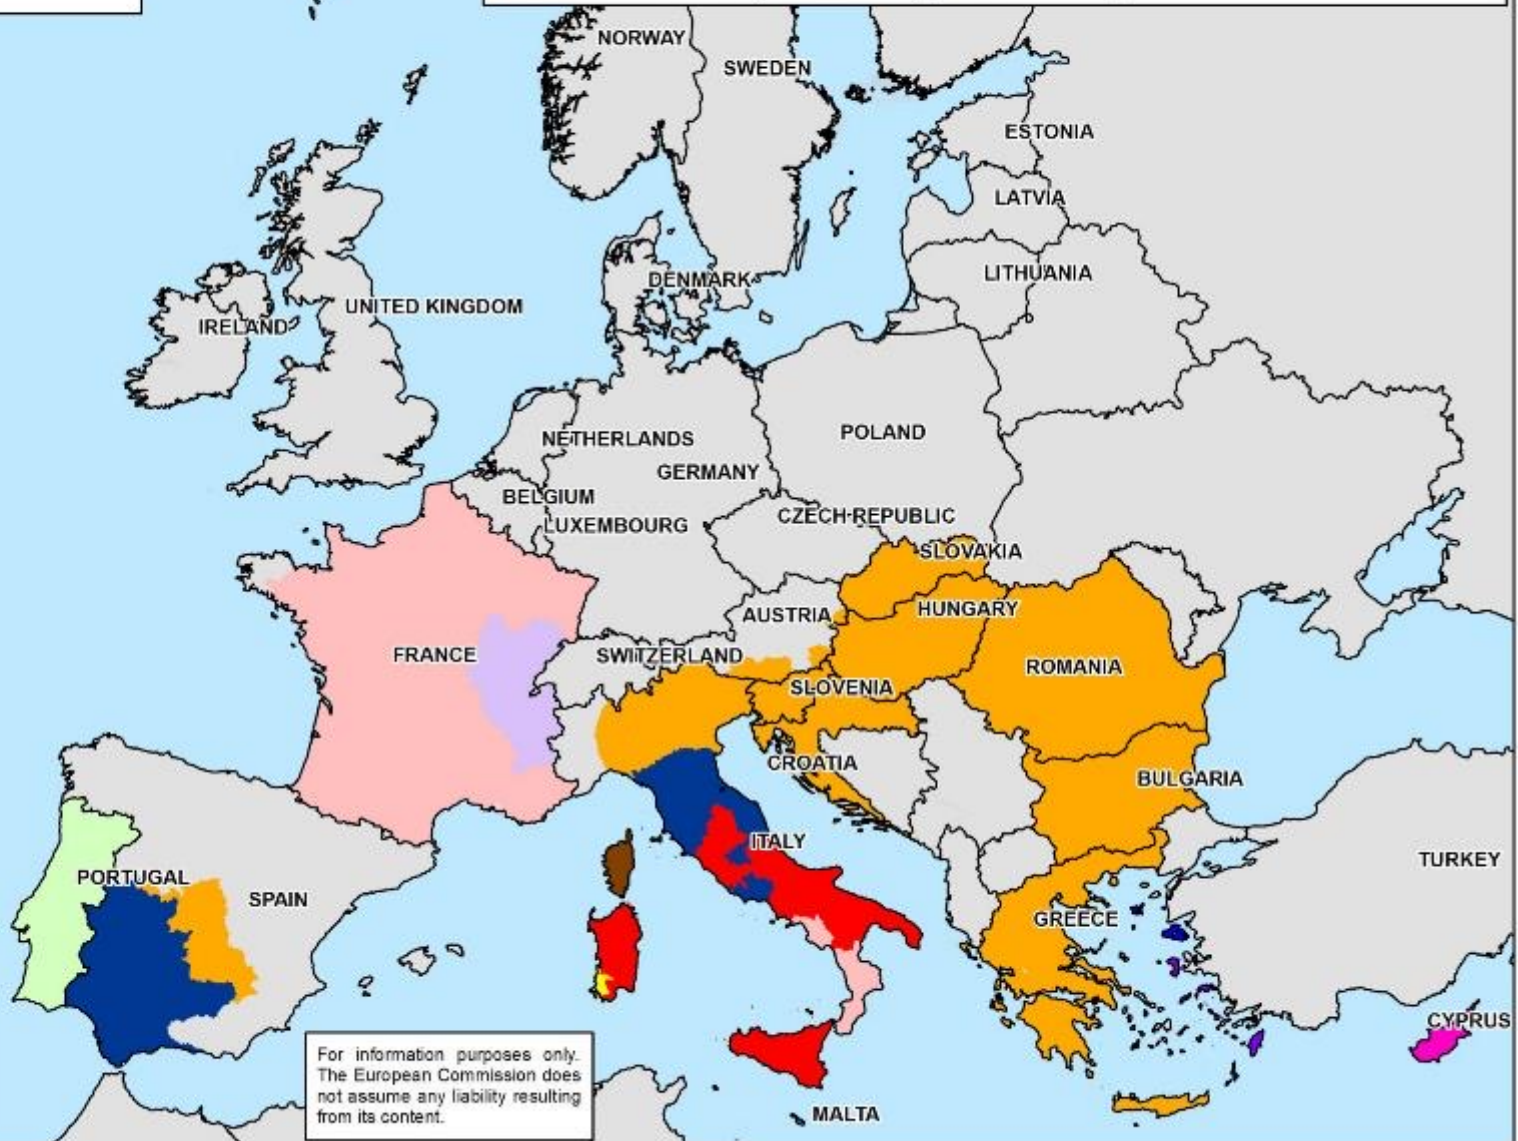 NORWAY
SWEDEN
ESTONIA
LATVIA
LITHUANIA
DENMARK
UNITED KINGDOM
IRELAND
NETHERLANDS
POLAND
GERMANY
BELGIUM
CZECH REPUBLIC
LUXEMBOURG
SLOVAKIA
AUSTRIA
HUNGARY
FRANCE
SWITZERLAND
ROMANIA
SLOVENIA
CROATIA
BULGARIA
ITALY
TURKEY
PORTUGAL
SPAIN
GREECE
CYPRUS
For information purposes only.
The European Commission does
not assume any liability resulting
from its content.
MALTA